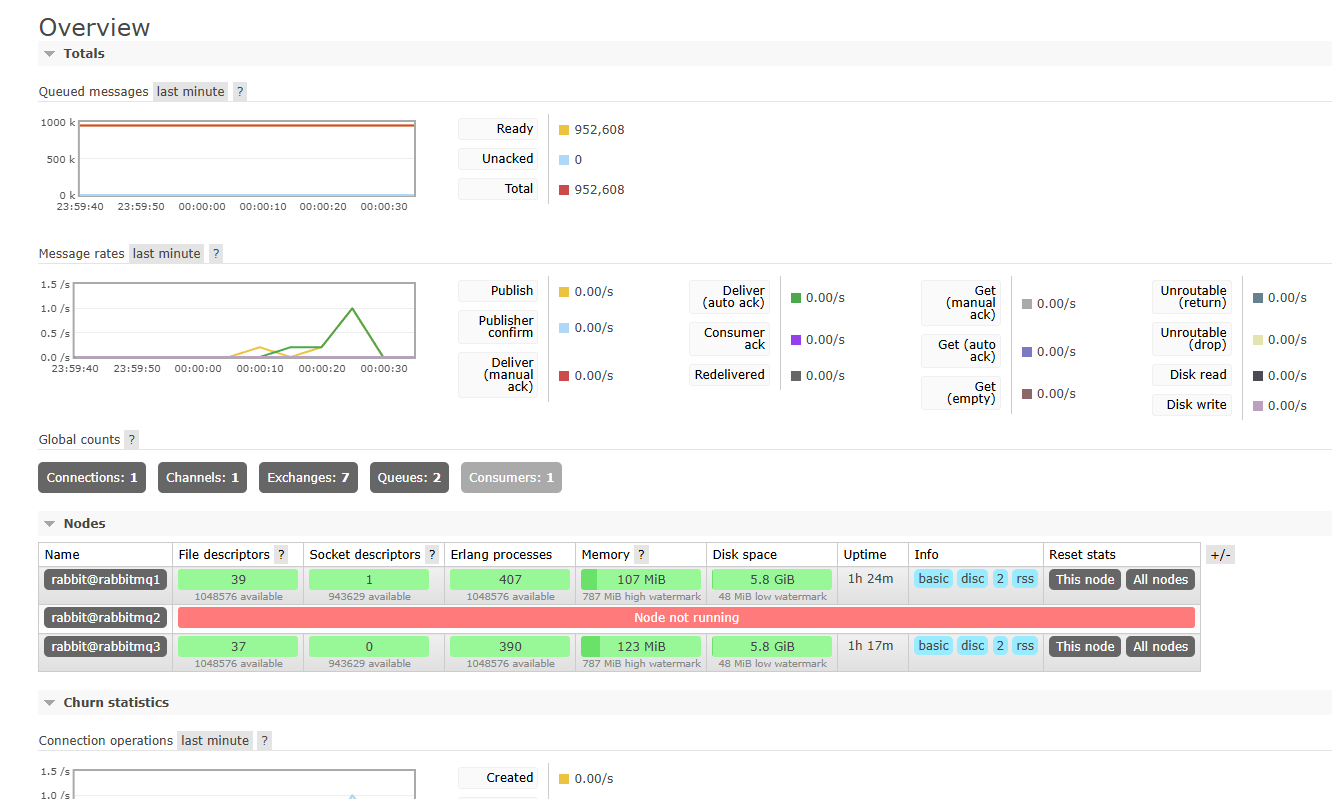 Overview
Totals
Queued messages last minute ?
1000 k
500 k
0 k
23:59:40 23:59:50 00:00:00 00:00:10 00:00:20 00:00:30
Ready 952,608
Unacked 0
Total 952,608
Message rates last minute ?
1.5 /s
1.0 /s
0.5 /s
0.0 /s
23:59:40 23:59:50 00:00:00 00:00:10 00:00:20 00:00:30
Publish 0.00/s
Publisher
confirm 0.00/s
Deliver
(manual 0.00/s
ack)
Deliver
(auto ack) 0.00/s
Consumer
ack 0.00/s
Redelivered 0.00/s
Get
(manual 0.00/s
ack)
Get (auto
ack) 0.00/s
Get
(empty) 0.00/s
Unroutable
(return) 0.00/s
Unroutable
(drop) 0.00/s
Disk read 0.00/s
Disk write 0.00/s
Global counts ?
Connections: 1 Channels: 1 Exchanges: 7 Queues: 2 Consumers: 1
Nodes
Name File descriptors ? Socket descriptors ? Erlang processes Memory ? Disk space Uptime Info Reset stats +/-
rabbit@rabbitmq1 39 1 407 107 MiB 5.8 GiB 1h 24m basic disc 2 rss This node All nodes
1048576 available 943629 available 1048576 available 787 MiB high watermark 48 MiB low watermark
rabbit@rabbitmq2 Node not running
rabbit@rabbitmq3 37 0 390 123 MiB 5.8 GiB 1h 17m basic disc 2 rss This node All nodes
1048576 available 943629 available 1048576 available 787 MiB high watermark 48 MiB low watermark
Churn statistics
Connection operations last minute ?
1.5 /s
1.0 /s
Created 0.00/s